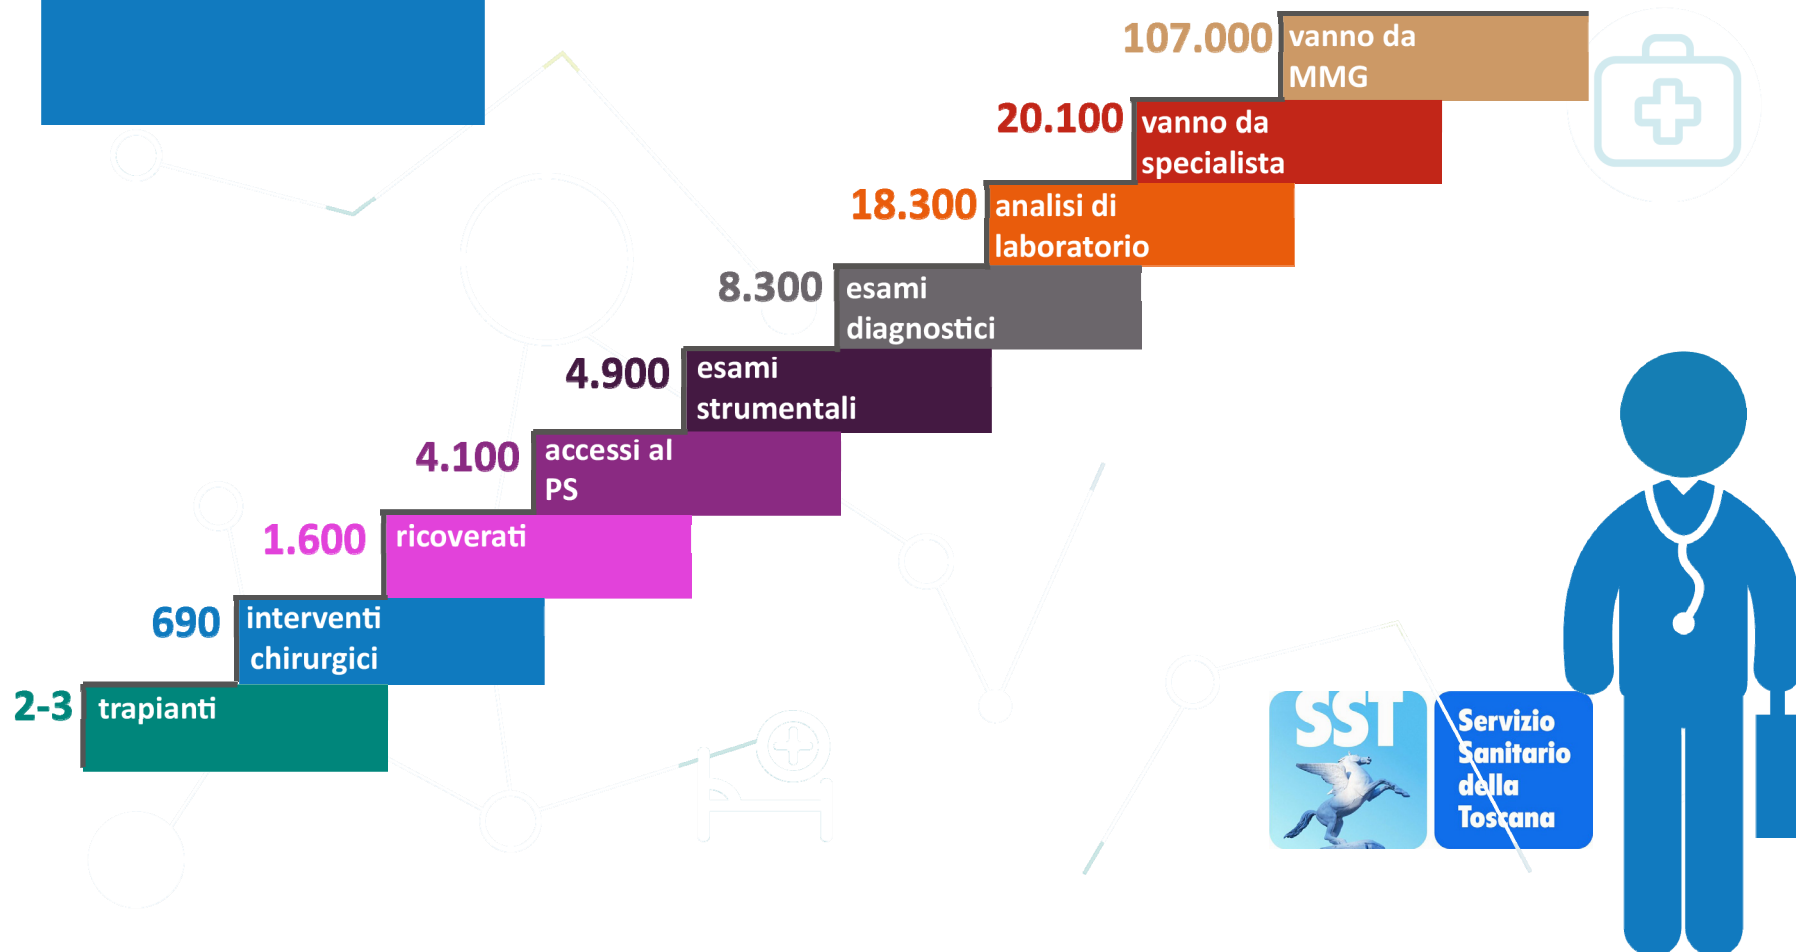 107.000
vanno da
MMG
20.100
vanno da
specialista
18.300
analisi di
laboratorio
8.300
esami
diagnostici
4.900
esami
strumentali
4.100
accessi al
PS
1.600
ricoverati
690
interventi
chirurgici
2-3
trapianti
SST
Servizio
Sanitario
della
Toscana